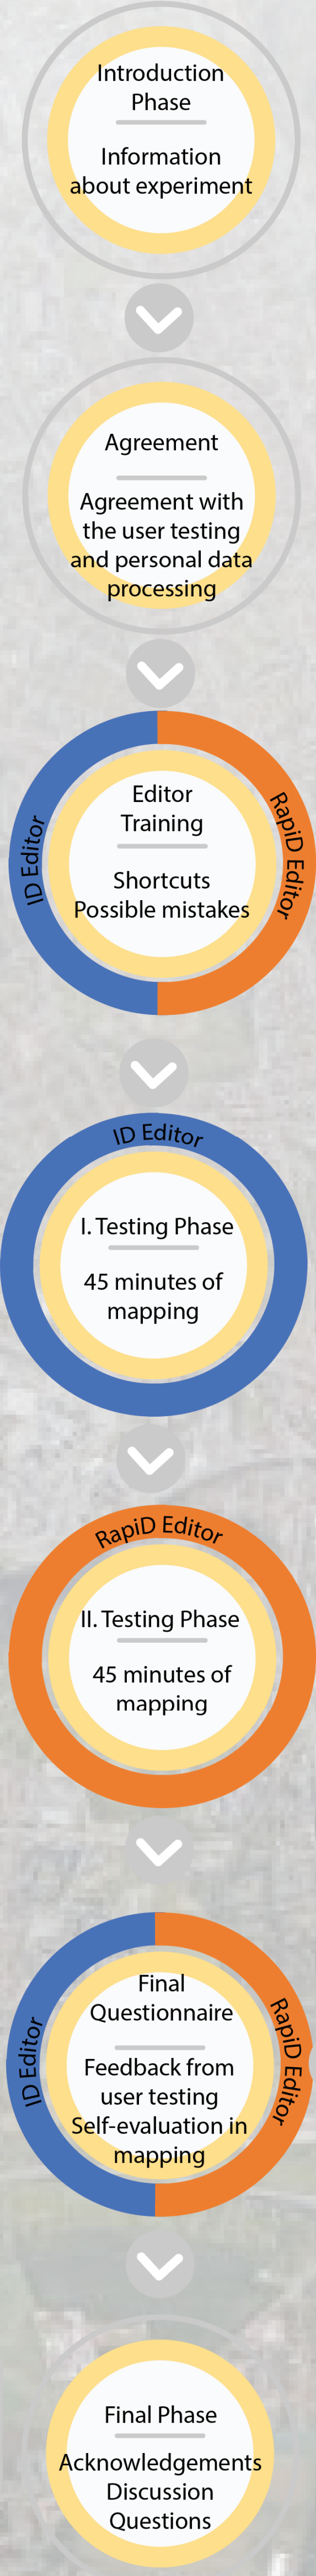 Introduction
Phase
Information
about experiment
Agreement
Agreement with
the user testing
and personal data
processing
ID Editor
RapiD Editor
Editor
Training
Shortcuts
Possible mistakes
ID Editor
I. Testing Phase
45 minutes of
mapping
RapiD Editor
II. Testing Phase
45 minutes of
mapping
ID Editor
RapiD Editor
Final
Questionnaire
Feedback from
user testing
Self-evaluation in
mapping
Final Phase
Acknowledgements
Discussion
Questions